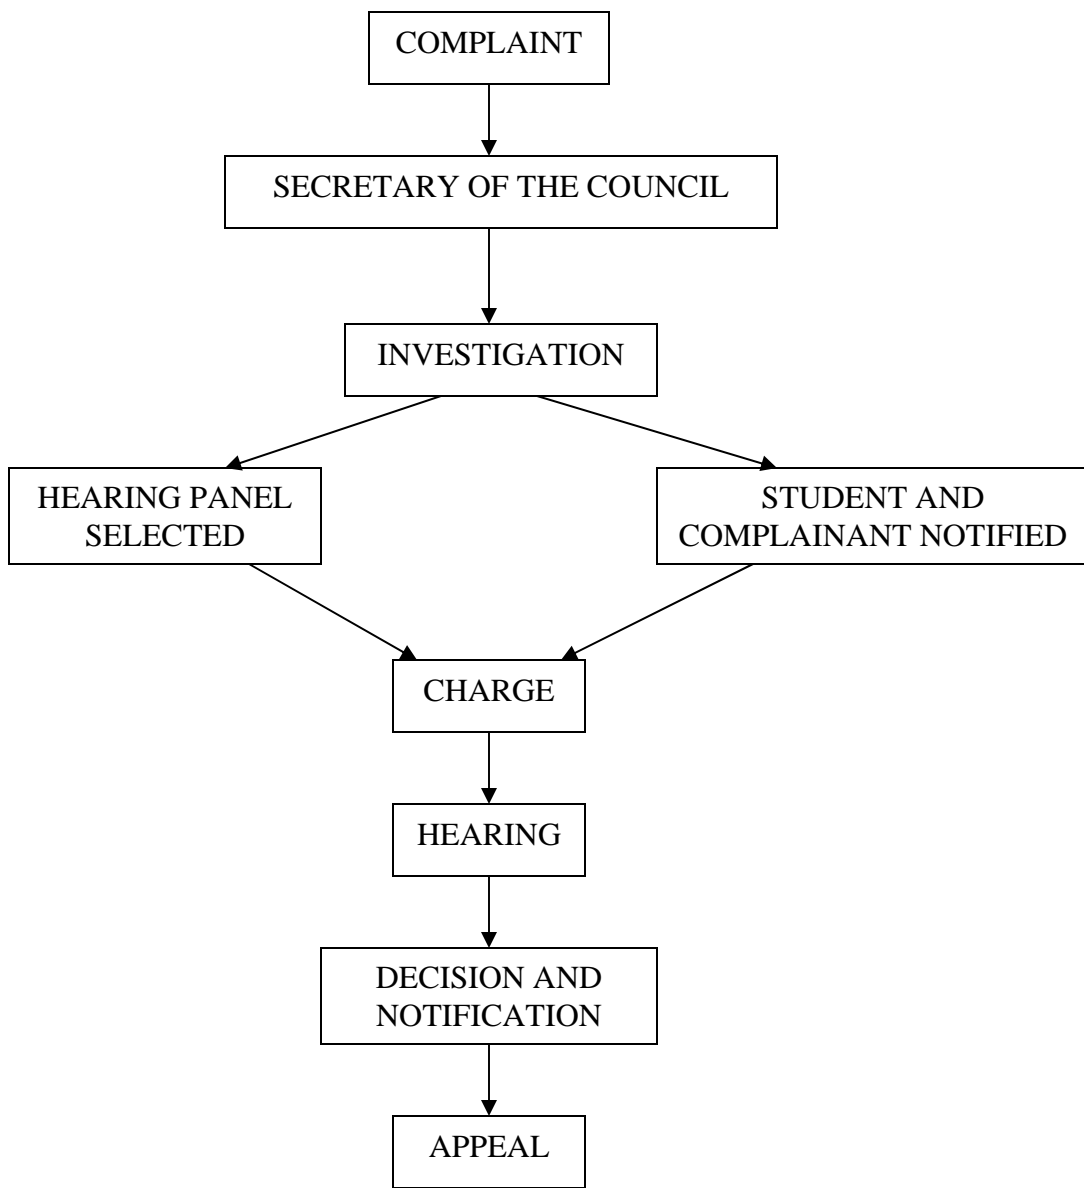 COMPLAINT
SECRETARY OF THE COUNCIL
INVESTIGATION
HEARING PANEL
SELECTED
STUDENT AND
COMPLAINANT NOTIFIED
CHARGE
HEARING
DECISION AND
NOTIFICATION
APPEAL